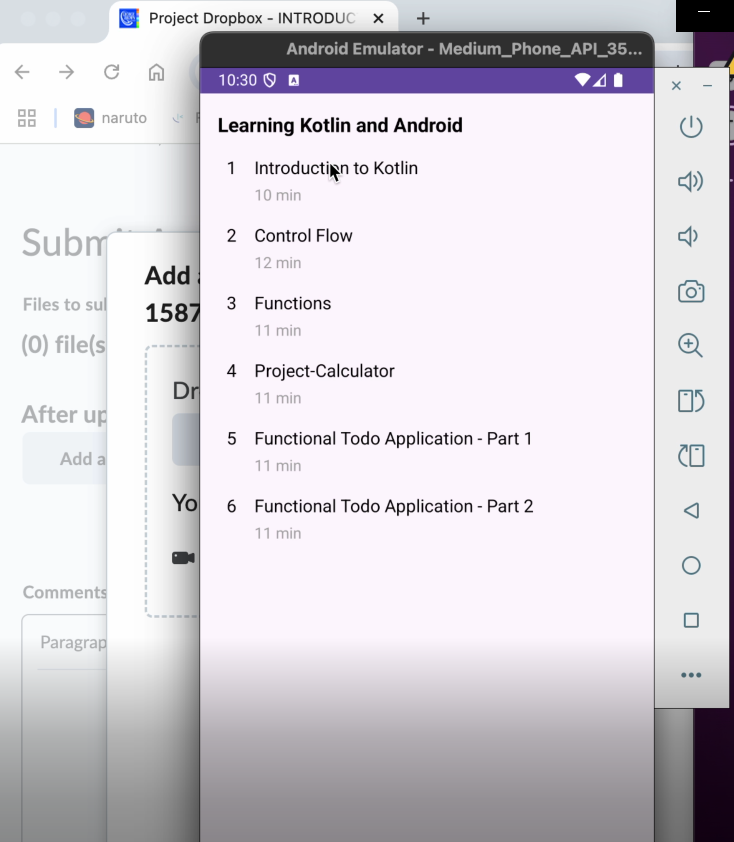 Project Dropbox - INTRODUC
naruto
Submit
Files to sul
(0) file(s
After up
Add a
Comments
Paragrap
Add a
1587
Dr
Yo
Android Emulator - Medium_Phone_API_35...
10:30
A
Learning Kotlin and Android
1 Introduction to Kotlin
10 min
2 Control Flow
12 min
3 Functions
11 min
4 Project-Calculator
11 min
5 Functional Todo Application - Part 1
11 min
6 Functional Todo Application - Part 2
11 min